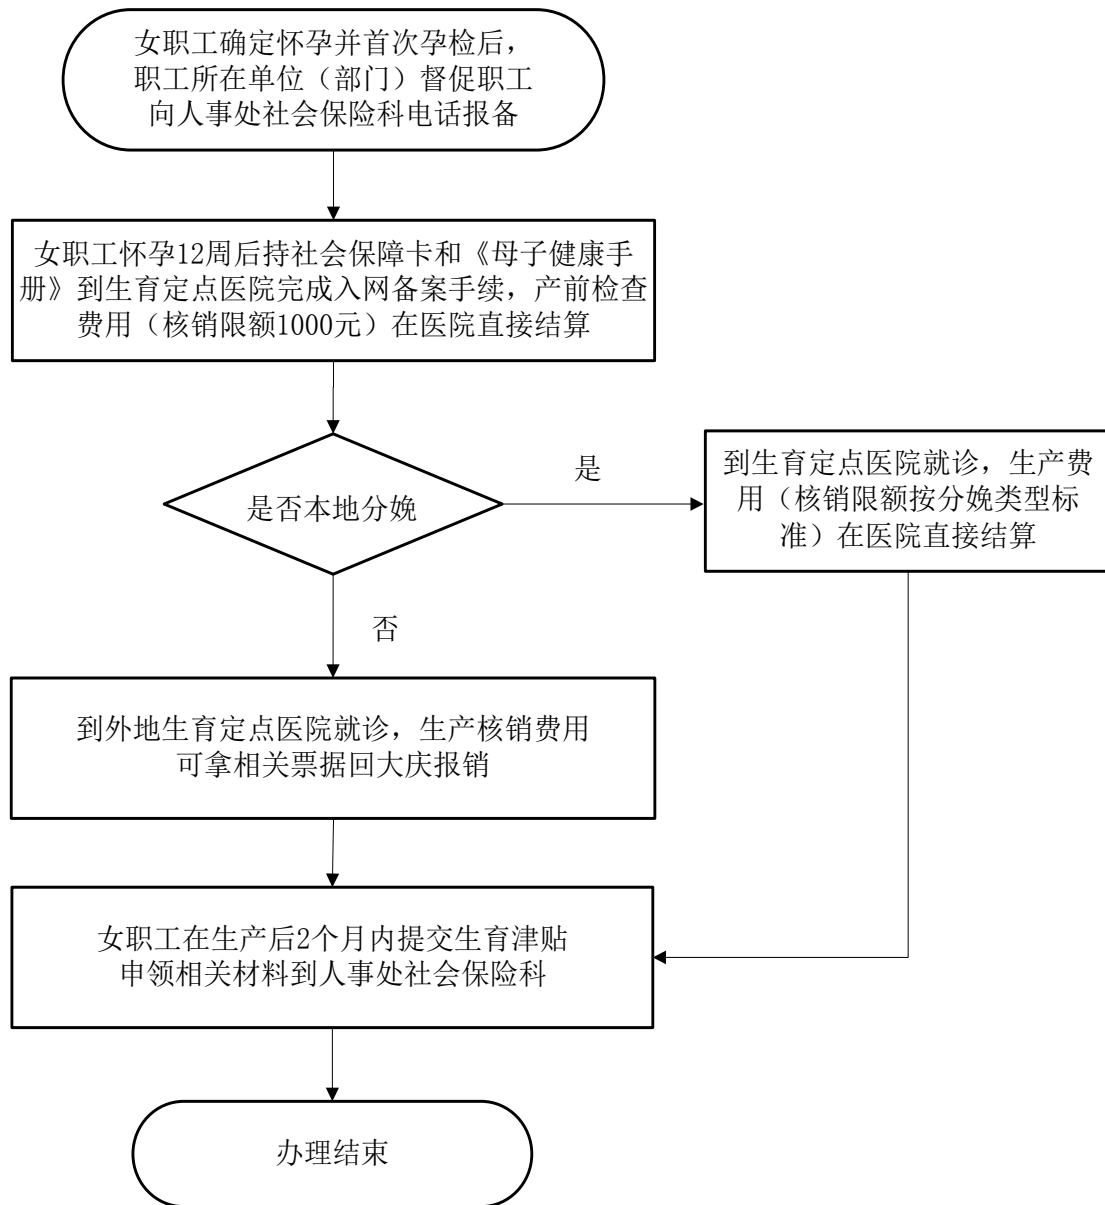 女职工确定怀孕并首次孕检后，
职工所在单位（部门）督促职工
向人事处社会保险科电话报备
女职工怀孕12周后持社会保障卡和《母子健康手
册》到生育定点医院完成入网备案手续，产前检查
费用（核销限额1000元）在医院直接结算
是否本地分娩
是
到生育定点医院就诊，生产费
用（核销限额按分娩类型标
准）在医院直接结算
否
到外地生育定点医院就诊，生产核销费用
可拿相关票据回大庆报销
女职工在生产后2个月内提交生育津贴
申领相关材料到人事处社会保险科
办理结束